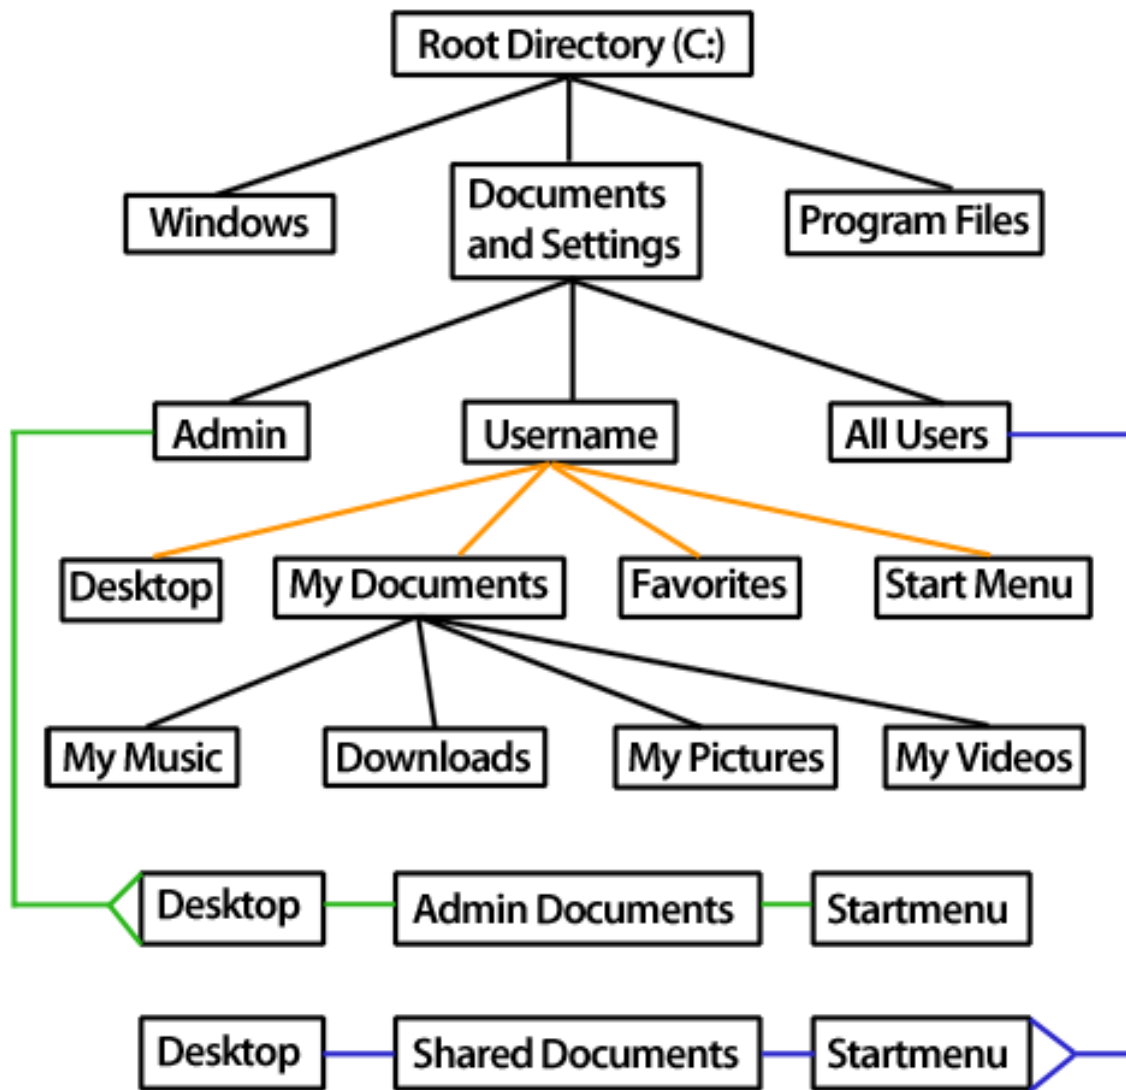 Root Directory (C:)
Windows
Documents
and Settings
Program Files
Admin
Username
All Users
Desktop
My Documents
Favorites
Start Menu
My Music
Downloads
My Pictures
My Videos
Desktop
Admin Documents
Startmenu
Desktop
Shared Documents
Startmenu